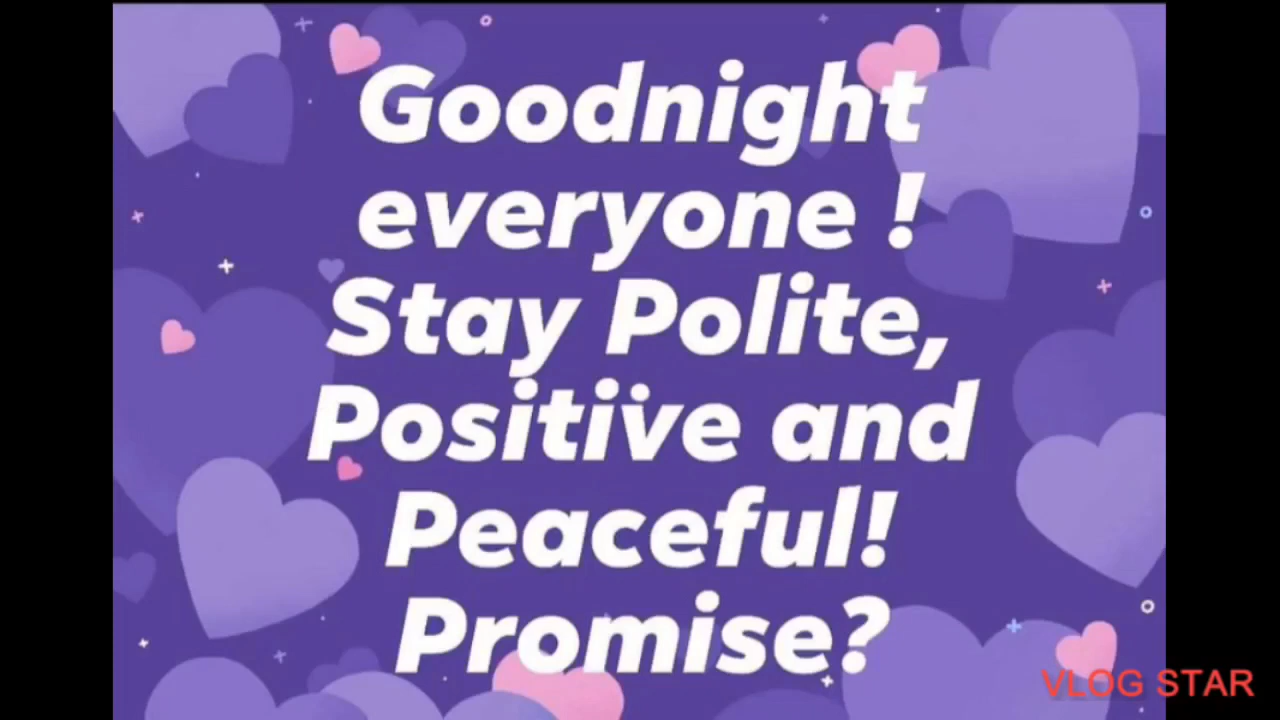 Goodnight
everyone !
Stay Polite,
Positive and
Peaceful!
Promise?
VLOG STAR